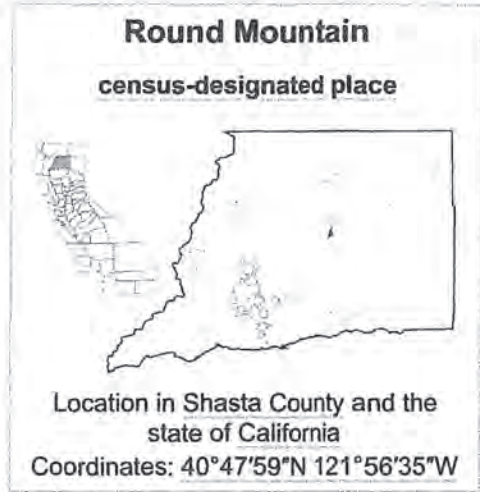 Round Mountain
census-designated place
Location in Shasta County and the
state of California
Coordinates: 40°47′59″N 121°56′35″W